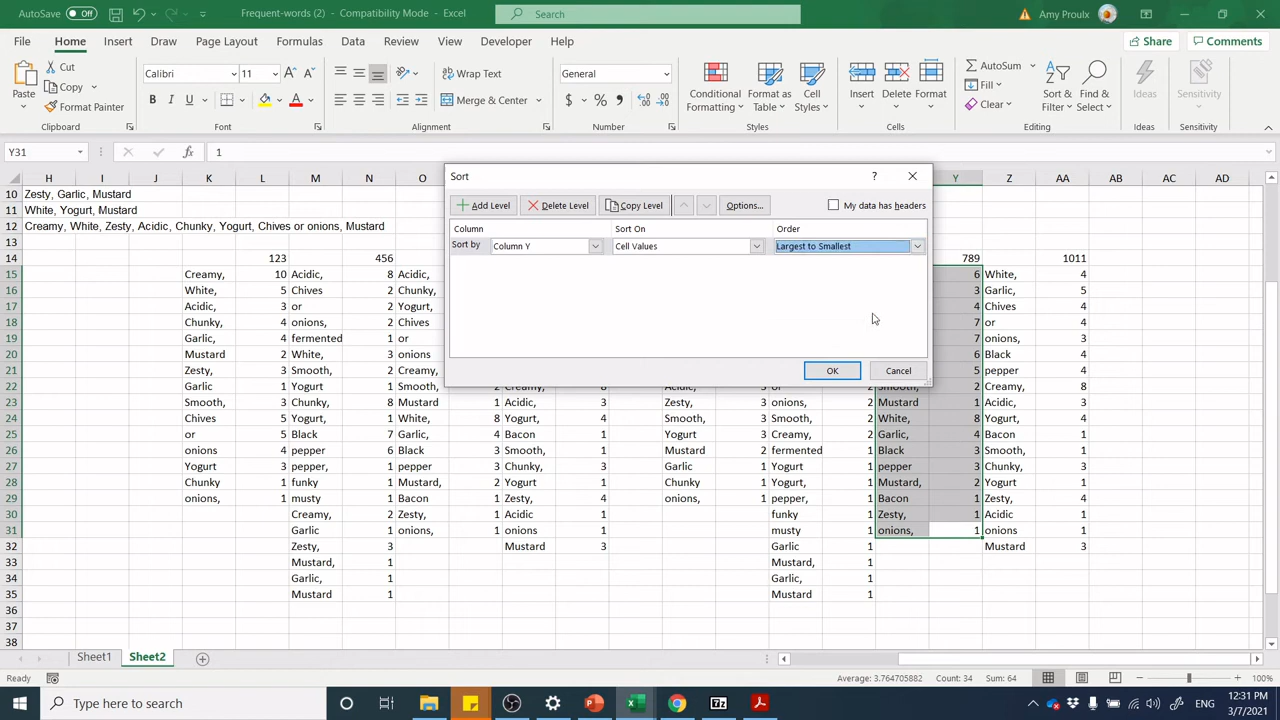 AutoSave Off Frequent-words (2) - Compatibility Mode Search Amy Proulx
File Home Insert Draw Page Layout Formulas Data Review View Developer Help Share Comments
Paste Cut Copy Format Painter Clipboard
Calibri 11 B I U A Font
Wrap Text Merge & Center Alignment
General $ % Number
Conditional Formatting Format as Table Cell Styles Styles
Insert Delete Format Cells
AutoSum Fill Clear Sort & Filter Find & Select Editing
Ideas Ideas
Sensitivity Sensitivity
Y31 fx 1
H I J K L M N O Y Z AA AB AC AD
10 Zesty, Garlic, Mustard
11 White, Yogurt, Mustard
12 Creamy, White, Zesty, Acidic, Chunky, Yogurt, Chives or onions, Mustard
13
14 123 456 789 1011
15 Creamy, 10 Acidic, 8 Acidic, 6 White, 4
16 White, 5 Chives 2 Chunky, 3 Garlic, 5
17 Acidic, 3 or 2 Yogurt, 4 Chives 4
18 Chunky, 4 onions, 2 Chives 7 or 4
19 Garlic, 5 fermented 1 or 7 onions, 3
20 Mustard 2 White, 3 onions 6 Black 4
21 Zesty, 3 Smooth, 2 Garlic 5 pepper 4
22 Garlic 1 Yogurt 1 Creamy, 8 Acidic, or 2 Creamy, 8
23 Smooth, 3 Chunky, 8 Mustard 1 Acidic, 3 Zesty, 3 onions, 2 Mustard 1 Acidic, 3
24 Chives 5 Yogurt, 1 White, 8 Yogurt, 4 Smooth, 3 Smooth, 2 White, 8 Yogurt, 4
25 or 5 Black 7 Garlic, 4 Bacon 1 Yogurt 3 Creamy, 2 Garlic, 4 Bacon 1
26 onions 4 pepper 6 Black 3 Smooth, 1 Mustard 2 fermented 1 Black 3 Smooth, 1
27 Yogurt 3 pepper, 1 pepper 3 Chunky, 3 Garlic 1 Yogurt 1 pepper 3 Chunky, 3
28 Chunky 1 funky 1 Mustard, 2 Yogurt 1 Chunky 1 pepper, 1 Mustard, 2 Yogurt 1
29 onions, 1 musty 1 Bacon 1 Zesty, 4 onions, 1 pepper, 1 Bacon 1 Zesty, 4
30 Creamy, 2 Zesty, 1 Acidic 1 funky 1 Zesty, 1 Acidic 1
31 Garlic 1 onions, 1 onions 1 musty 1 onions, 1 onions 1
32 Zesty, 3 Mustard 3 Garlic 1 Mustard 3
33 Mustard, 1 Mustard, 1
34 Garlic, 1 Garlic, 1
35 Mustard 1 Mustard 1
36
37
38
Sort ?
Add Level Delete Level Copy Level Options... My data has headers
Column Sort On Order
Sort by Column Y Cell Values Largest to Smallest
OK Cancel
Sheet1 Sheet2
Ready Average: 3.764705882 Count: 34 Sum: 64 100%
Type here to search ENG 12:31 PM
3/7/2021